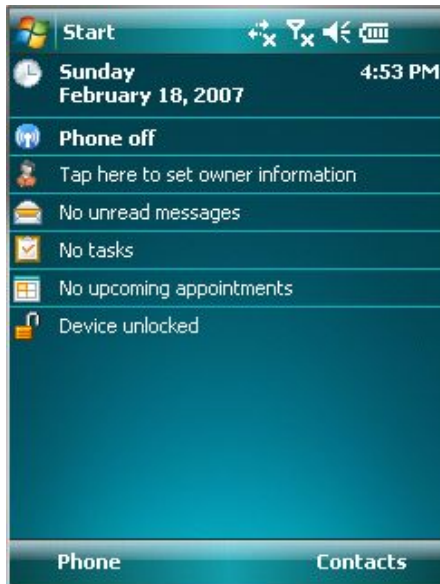 Start
Sunday 4:53 PM
February 18, 2007
Phone off
Tap here to set owner information
No unread messages
No tasks
No upcoming appointments
Device unlocked
Phone Contacts